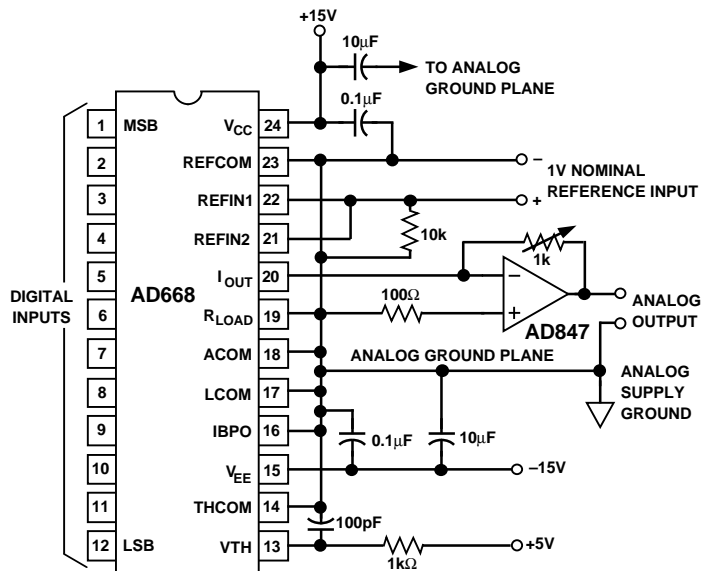 +15V
10µF
TO ANALOG
GROUND PLANE
0.1µF
1 MSB
VCC 24
2
REFCOM 23
–
1V NOMINAL
REFERENCE INPUT
3
REFIN1 22
+
10k
4
REFIN2 21
1k
5
IOUT 20
–
DIGITAL
INPUTS
AD668
ANALOG
OUTPUT
6
RLOAD 19
100Ω
+
AD847
7
ACOM 18
ANALOG GROUND PLANE
ANALOG
SUPPLY
GROUND
8
LCOM 17
9
IBPO 16
0.1µF
10µF
10
VEE 15
–15V
11
THCOM 14
100pF
12 LSB
VTH 13
1kΩ
+5V